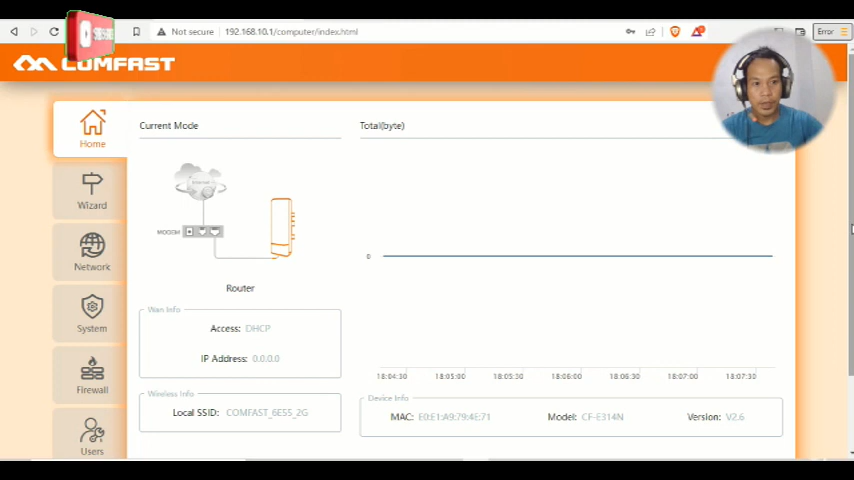 Not secure
192.168.10.1/computer/index.html
Error
COMFAST
Home
Wizard
Network
System
Firewall
Users
Current Mode
Total(byte)
MODEM
Router
0
18:04:30 18:05:00 18:05:30 18:06:00 18:06:30 18:07:00 18:07:30
Wan Info
Access: DHCP
IP Address: 0.0.0.0
Wireless Info
Local SSID: COMFAST_6E55_2G
Device Info
MAC: E0:E1:A9:79:4E:71 Model: CF-E314N Version: V2.6